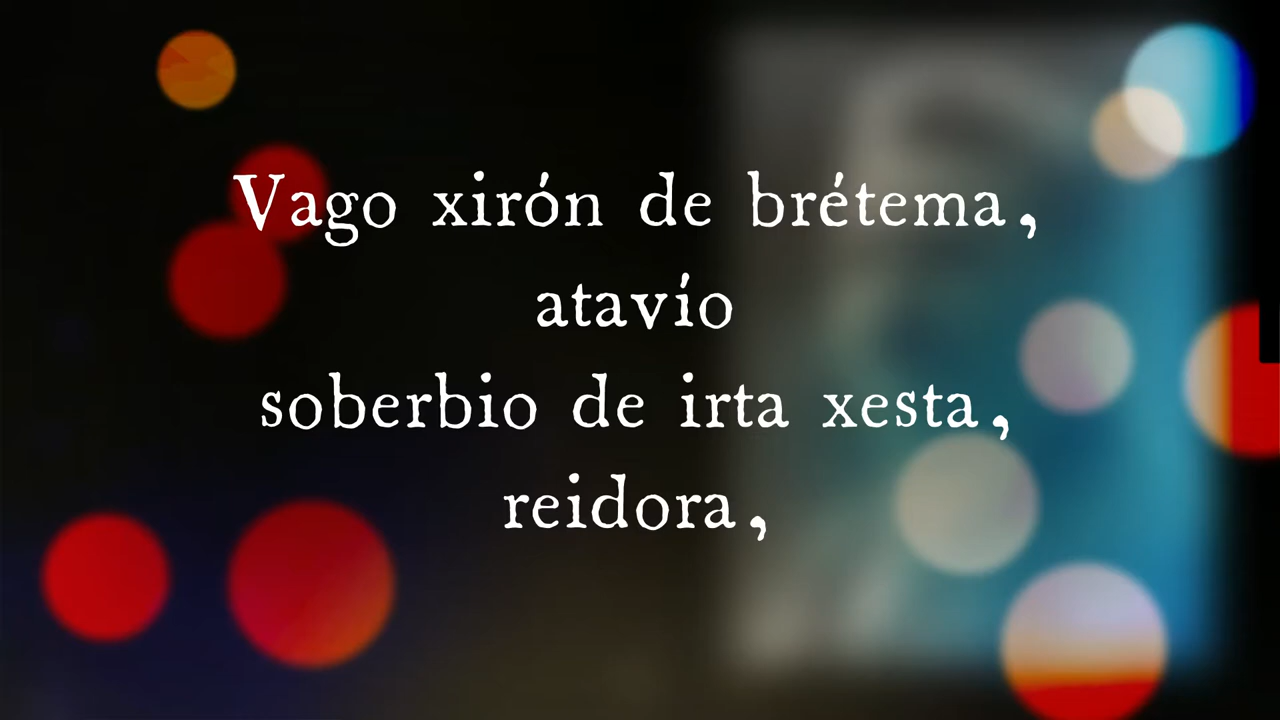 Vago xirón de brétema,
atavío
soberbio de irta xesta,
reidora,